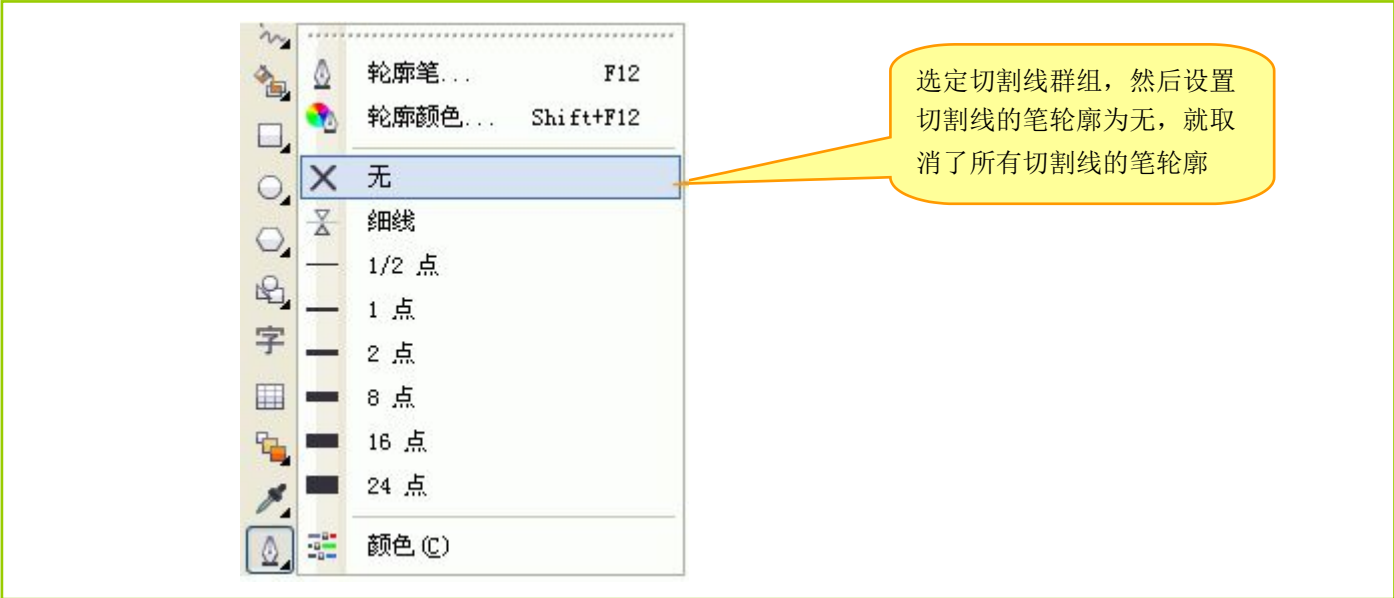 轮廓笔... F12
轮廓颜色... Shift+F12
无
细线
1/2 点
1 点
2 点
8 点
16 点
24 点
颜色(C)
字
选定切割线群组，然后设置
切割线的笔轮廓为无，就取
消了所有切割线的笔轮廓